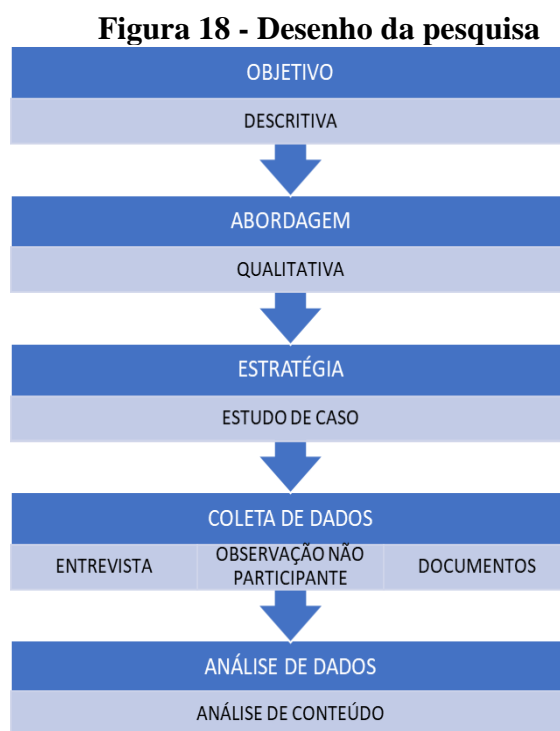 Figura 18 - Desenho da pesquisa
OBJETIVO
DESCRITIVA
ABORDAGEM
QUALITATIVA
ESTRATÉGIA
ESTUDO DE CASO
COLETA DE DADOS
ENTREVISTA
OBSERVAÇÃO NÃO
PARTICIPANTE
DOCUMENTOS
ANÁLISE DE DADOS
ANÁLISE DE CONTEÚDO